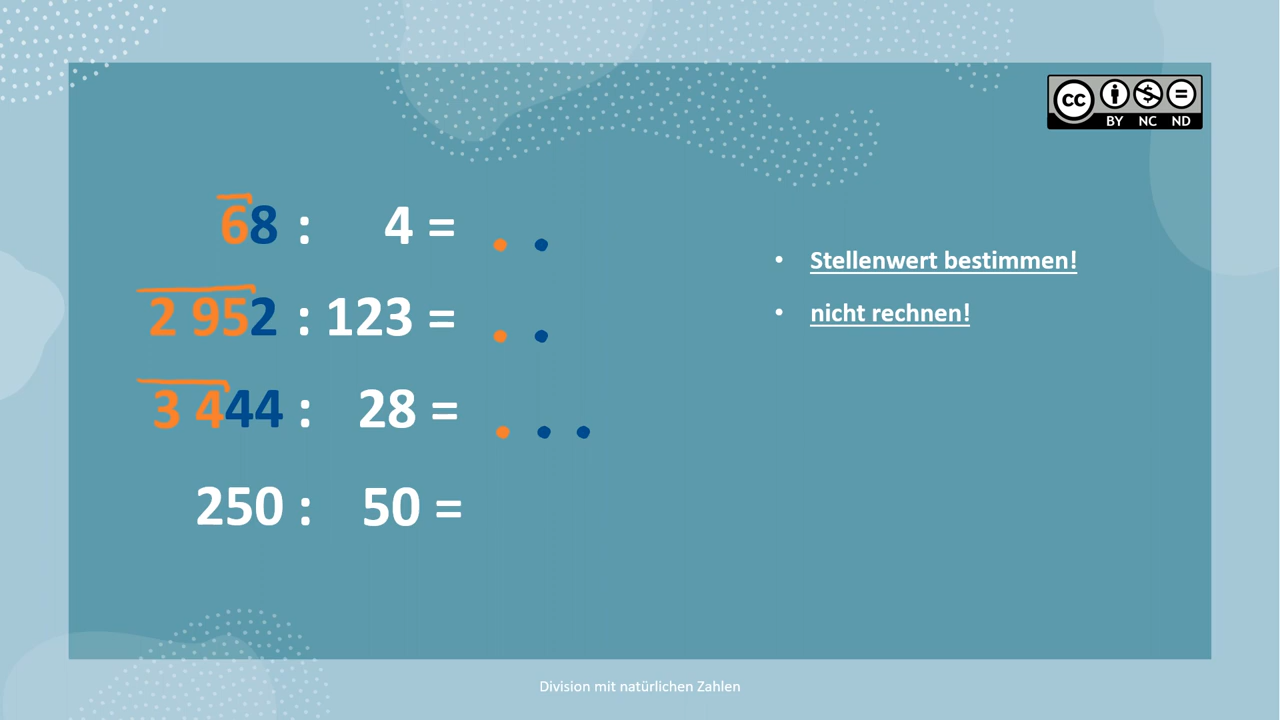 cc BY NC ND
68 : 4 = . .
2 952 : 123 = . .
3 444 : 28 = . . .
250 : 50 =
• Stellenwert bestimmen!
• nicht rechnen!
Division mit natürlichen Zahlen